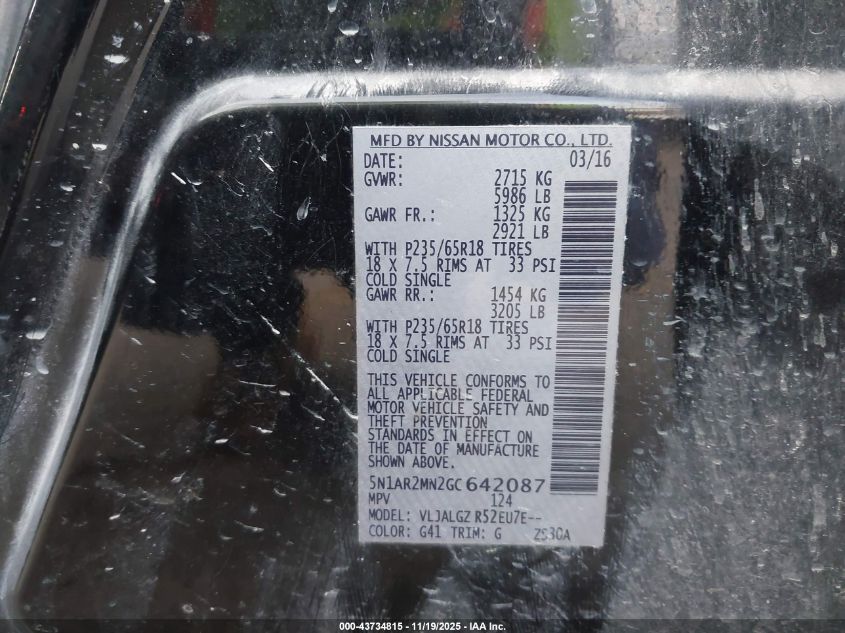 MFD BY NISSAN MOTOR CO., LTD.
DATE: 03/16
GVWR: 2715 KG
5986 LB
GAWR FR.: 1325 KG
2921 LB
WITH P235/65R18 TIRES
18 X 7.5 RIMS AT 33 PSI
COLD SINGLE
GAWR RR.: 1454 KG
3205 LB
WITH P235/65R18 TIRES
18 X 7.5 RIMS AT 33 PSI
COLD SINGLE
THIS VEHICLE CONFORMS TO
ALL APPLICABLE FEDERAL
MOTOR VEHICLE SAFETY AND
THEFT PREVENTION
STANDARDS IN EFFECT ON
THE DATE OF MANUFACTURE
SHOWN ABOVE.
5N1AR2MN2GC642087
MPV 124
MODEL: VLJALGZ R52EU7E--
COLOR: G41 TRIM: G ZS30A
000-43734815 - 11/19/2025 - IAA Inc.